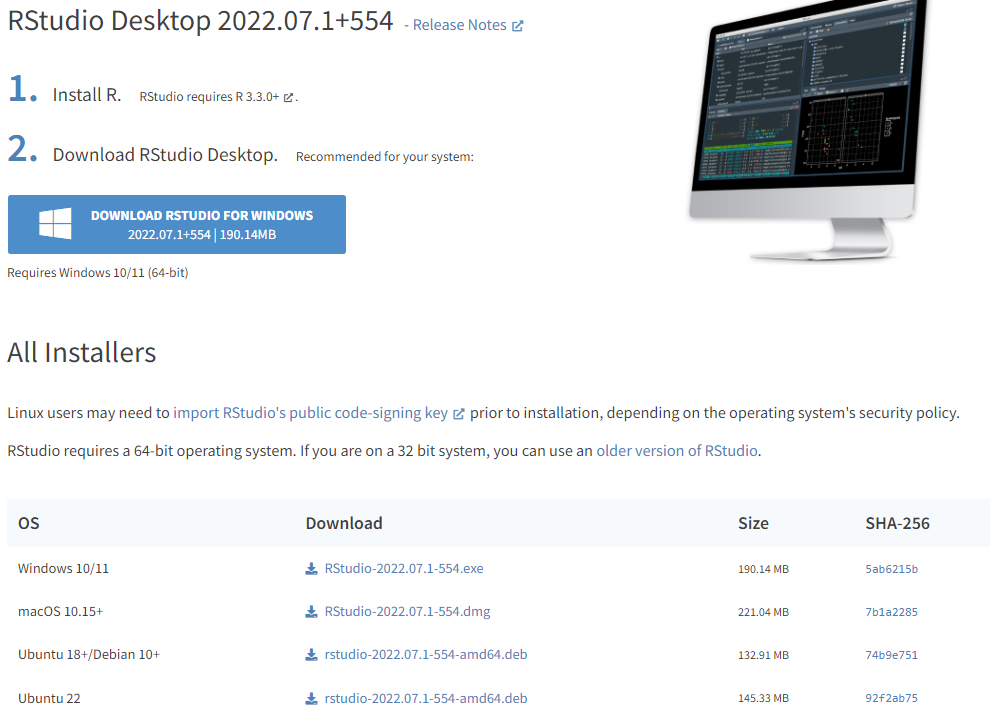 RStudio Desktop 2022.07.1+554 - Release Notes
1. Install R. RStudio requires R 3.3.0+ .
2. Download RStudio Desktop. Recommended for your system:
DOWNLOAD RSTUDIO FOR WINDOWS
2022.07.1+554 | 190.14MB
Requires Windows 10/11 (64-bit)
All Installers
Linux users may need to import RStudio's public code-signing key prior to installation, depending on the operating system's security policy.
RStudio requires a 64-bit operating system. If you are on a 32 bit system, you can use an older version of RStudio.
OS Download Size SHA-256
Windows 10/11 RStudio-2022.07.1-554.exe 190.14 MB 5ab6215b
macOS 10.15+ RStudio-2022.07.1-554.dmg 221.04 MB 7b1a2285
Ubuntu 18+/Debian 10+ rstudio-2022.07.1-554-amd64.deb 132.91 MB 74b9e751
Ubuntu 22 rstudio-2022.07.1-554-amd64.deb 145.33 MB 92f2ab75